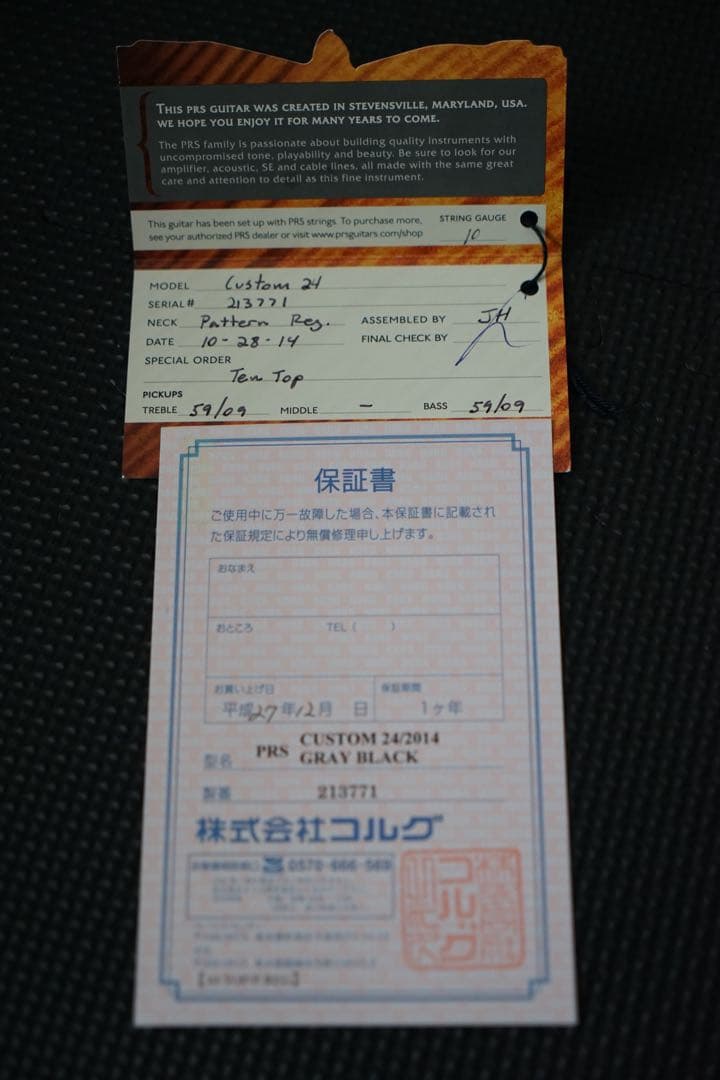 THIS PRS GUITAR WAS CREATED IN STEVENSVILLE, MARYLAND, USA.
WE HOPE YOU ENJOY IT FOR MANY YEARS TO COME.
The PRS family is passionate about building quality instruments with
uncompromised tone, playability and beauty. Be sure to look for our
amplifier, acoustic, SE and cable lines, all made with the same great
care and attention to detail as this fine instrument.
This guitar has been set up with PRS strings. To purchase more,
see your authorized PRS dealer or visit www.prsguitars.com/shop
STRING GAUGE
10
MODEL Custom 24
SERIAL# 213771
NECK Pattern Reg. ASSEMBLED BY JH
DATE 10-28-14 FINAL CHECK BY
SPECIAL ORDER
Ten Top
PICKUPS
TREBLE 59/09 MIDDLE – BASS 59/09
保証書
ご使用中に万一故障した場合、本保証書に記載され
た保証規定により無償修理申し上げます。
おなまえ
おところ TEL ( )
お買い上げ日 保証期間
平成27年12月 日 1ヶ年
型名 PRS CUSTOM 24/2014
GRAY BLACK
製番 213771
株式会社コルグ
0570-666-569
コルグ